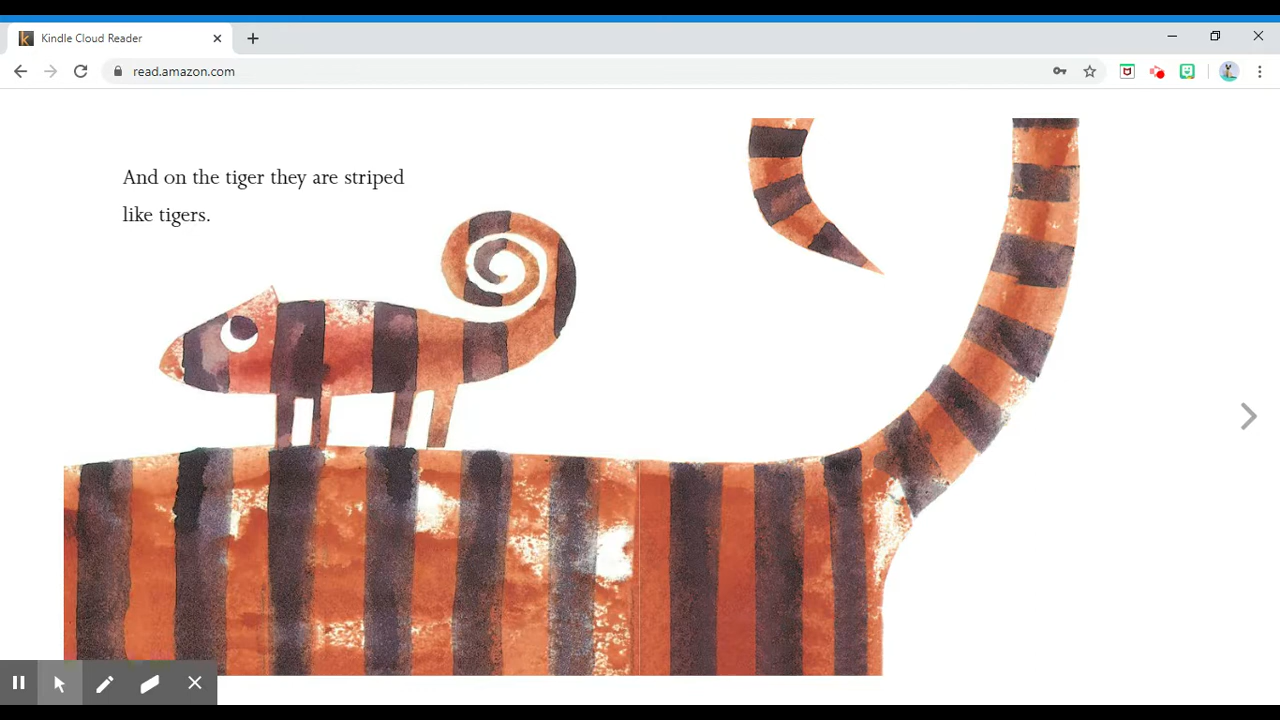 Kindle Cloud Reader
read.amazon.com
And on the tiger they are striped
like tigers.